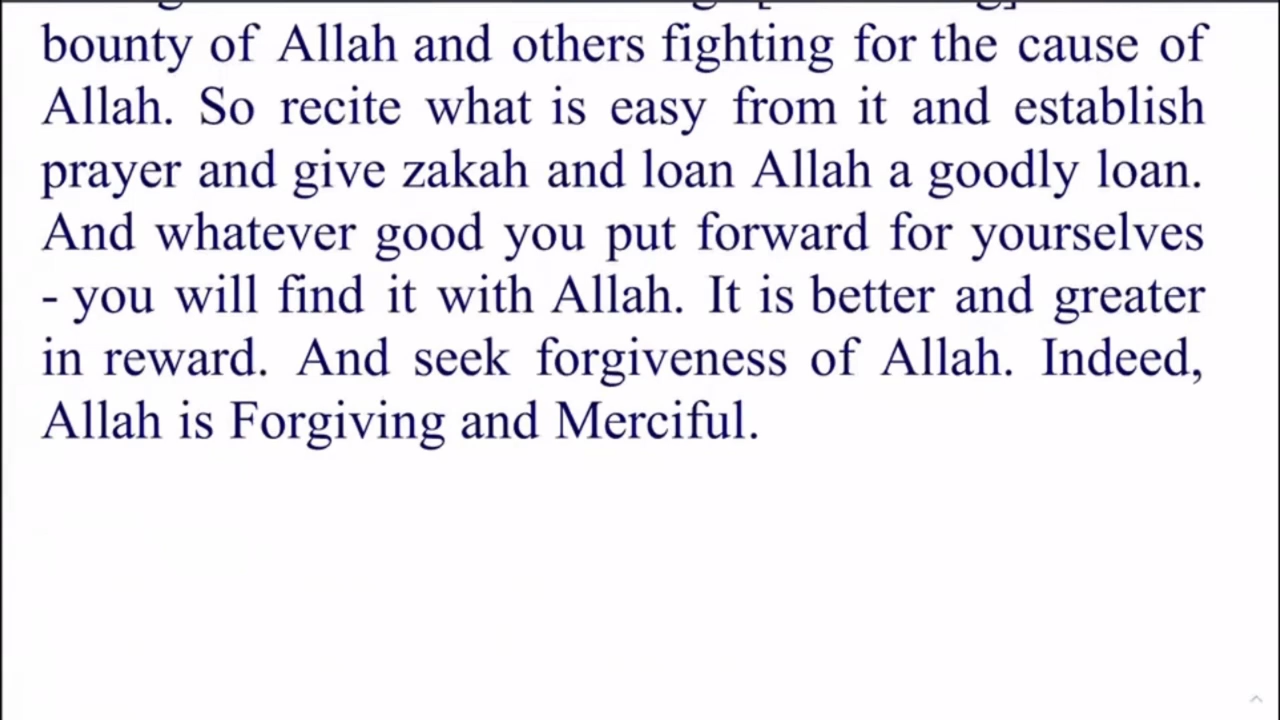 bounty of Allah and others fighting for the cause of
Allah. So recite what is easy from it and establish
prayer and give zakah and loan Allah a goodly loan.
And whatever good you put forward for yourselves
- you will find it with Allah. It is better and greater
in reward. And seek forgiveness of Allah. Indeed,
Allah is Forgiving and Merciful.